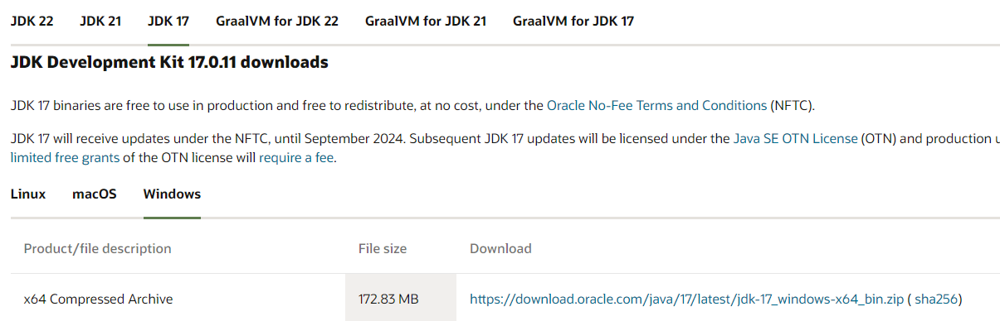 JDK 22 JDK 21 JDK 17 GraalVM for JDK 22 GraalVM for JDK 21 GraalVM for JDK 17
JDK Development Kit 17.0.11 downloads
JDK 17 binaries are free to use in production and free to redistribute, at no cost, under the Oracle No-Fee Terms and Conditions (NFTC).
JDK 17 will receive updates under the NFTC, until September 2024. Subsequent JDK 17 updates will be licensed under the Java SE OTN License (OTN) and production
limited free grants of the OTN license will require a fee.
Linux macOS Windows
Product/file description File size Download
x64 Compressed Archive 172.83 MB https://download.oracle.com/java/17/latest/jdk-17_windows-x64_bin.zip ( sha256)